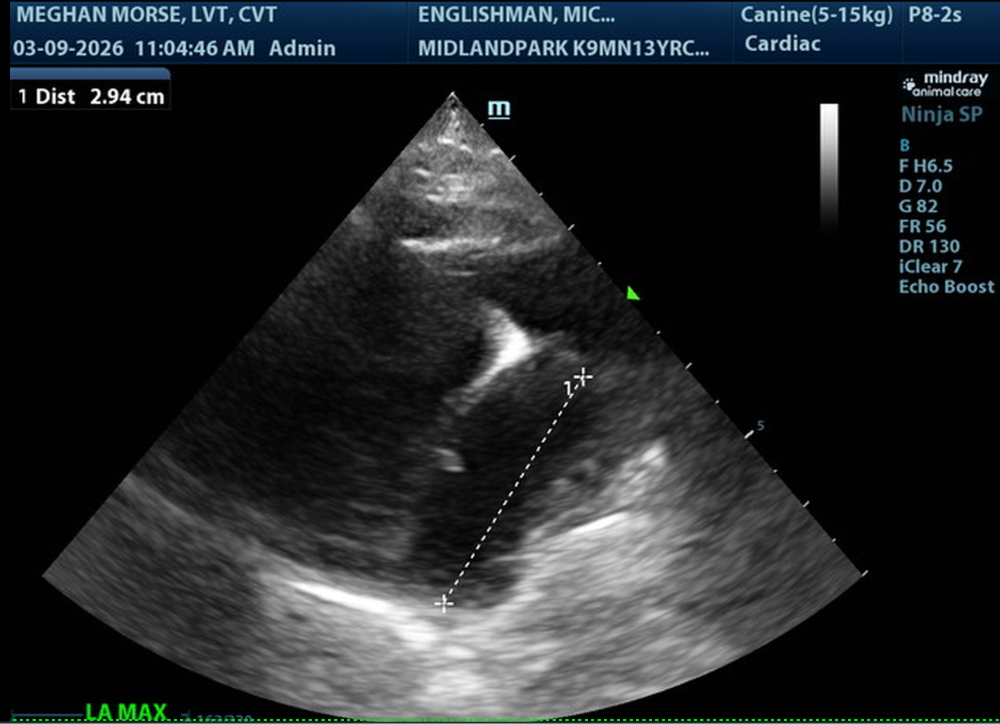 MEGHAN MORSE, LVT, CVT
ENGLISHMAN, MIC...
Canine(5-15kg)
P8-2s
03-09-2026 11:04:46 AM Admin
MIDLANDPARK K9MN13YRC...
Cardiac
1 Dist 2.94 cm
m
mindray
animal care
Ninja SP
B
F H6.5
D 7.0
G 82
FR 56
DR 130
iClear 7
Echo Boost
1
5
LA MAX